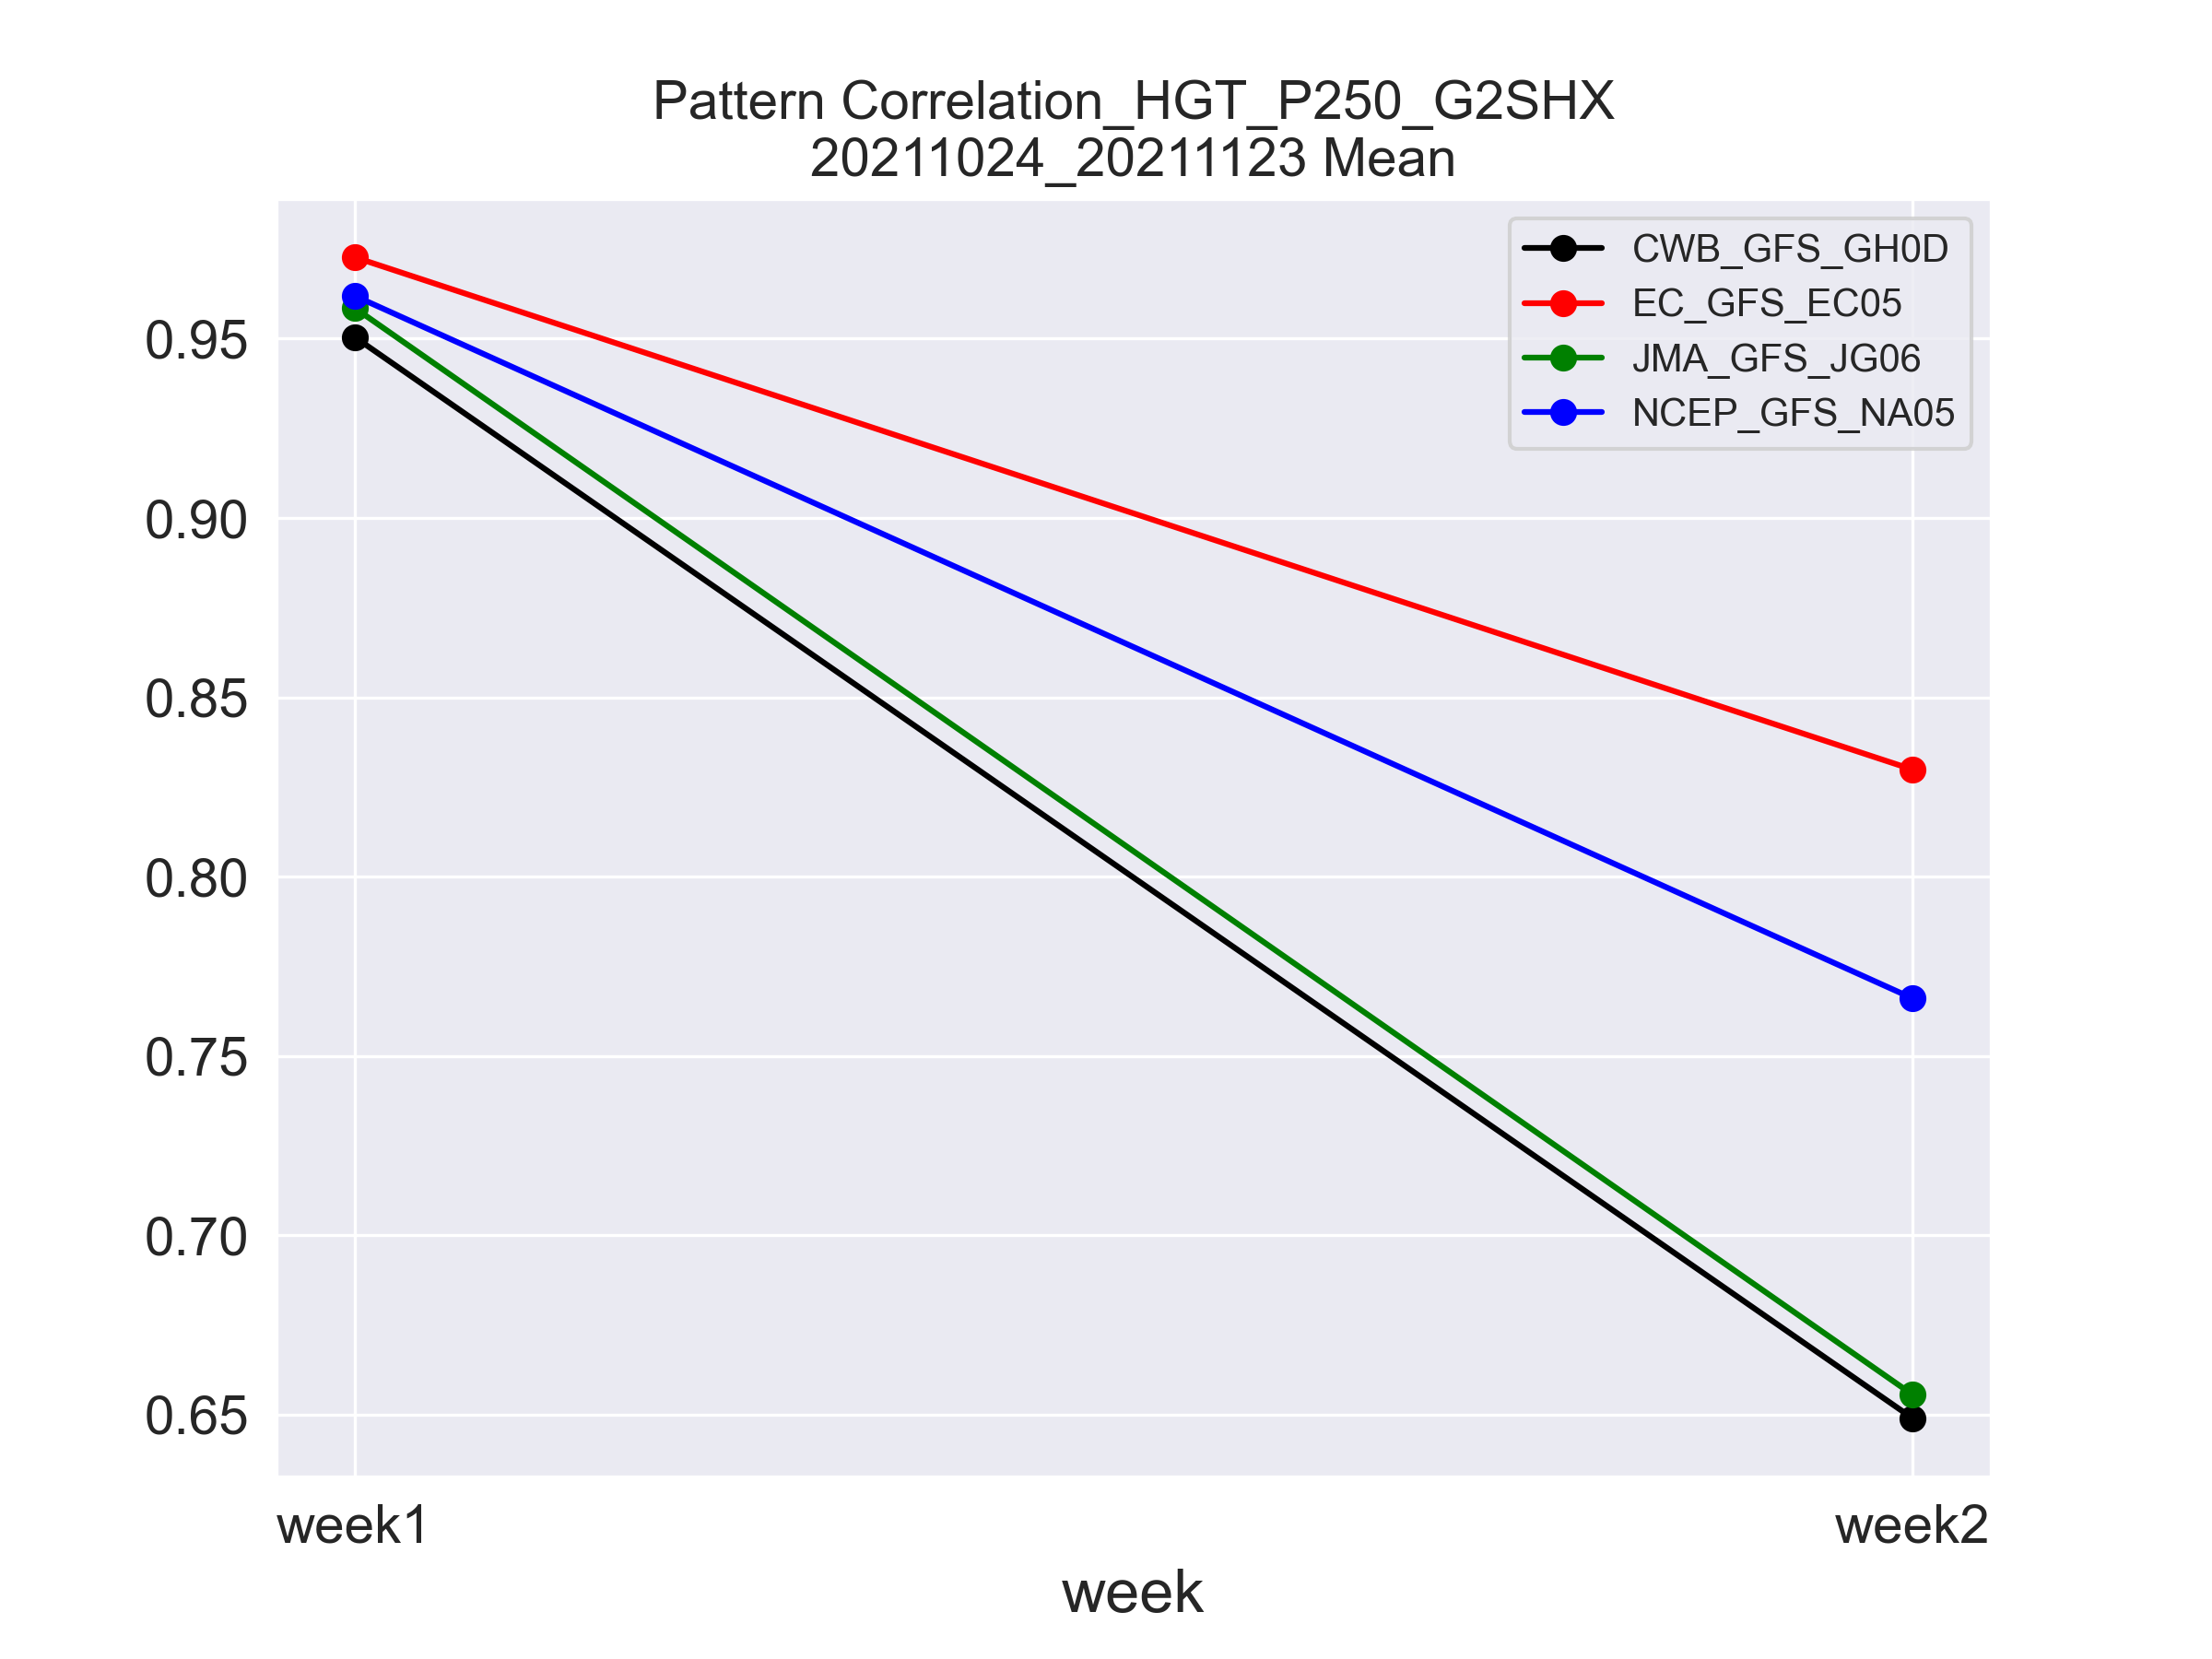 Pattern Correlation_HGT_P250_G2SHX
20211024_20211123 Mean
CWB_GFS_GH0D
EC_GFS_EC05
JMA_GFS_JG06
NCEP_GFS_NA05
0.95
0.90
0.85
0.80
0.75
0.70
0.65
week1
week2
week